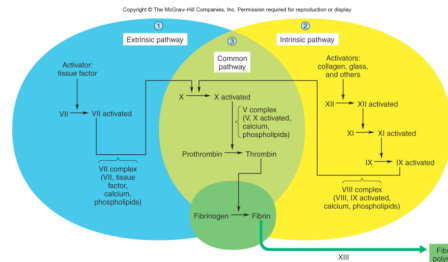 Copyright © The McGraw-Hill Companies, Inc. Permission required for reproduction or display
①
②
Extrinsic pathway
③
Intrinsic pathway
Common
pathway
Activator:
tissue factor
Activators:
collagen, glass,
and others
X
X activated
XII
XII activated
VII
VII activated
V complex
(V, X activated,
calcium,
phospholipids)
XI
XI activated
Prothrombin
Thrombin
IX
IX activated
VII complex
(VII, tissue
factor,
calcium,
phospholipids)
VIII complex
(VIII, IX activated,
calcium, phospholipids)
Fibrinogen
Fibrin
XIII